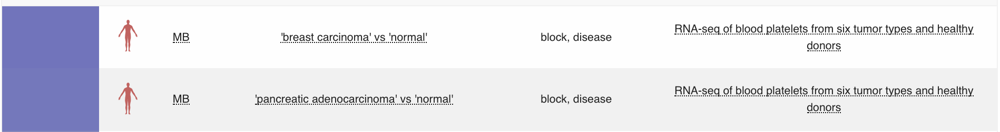 MB
'breast carcinoma' vs 'normal'
block, disease
RNA-seq of blood platelets from six tumor types and healthy
donors
MB
'pancreatic adenocarcinoma' vs 'normal'
block, disease
RNA-seq of blood platelets from six tumor types and healthy
donors